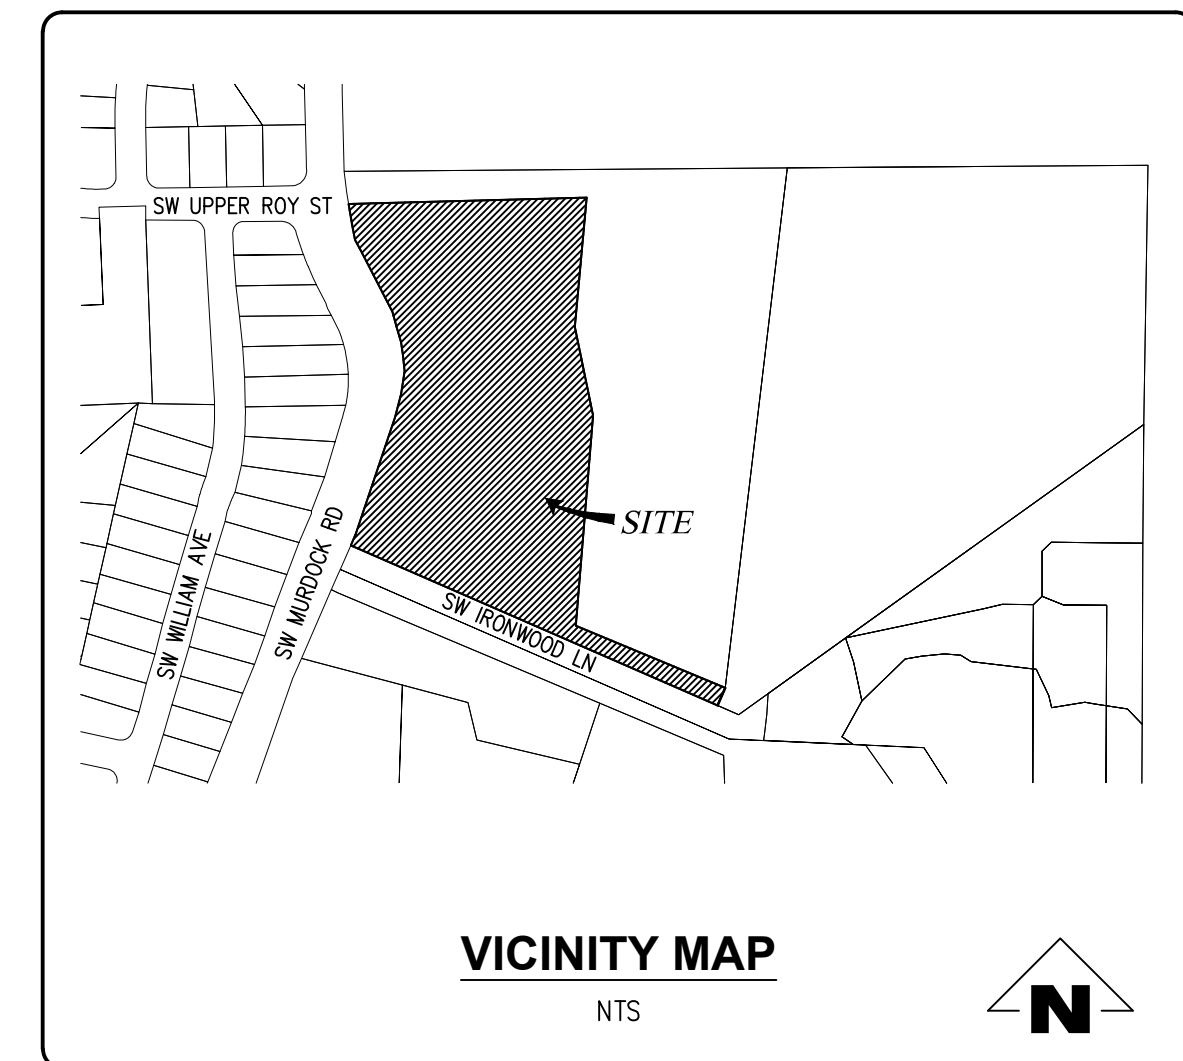 SW UPPER ROY ST
SITE
SW WILLIAM AVE
SW MURDOCK RD
SW IRONWOOD LN
VICINITY MAP
NTS
N